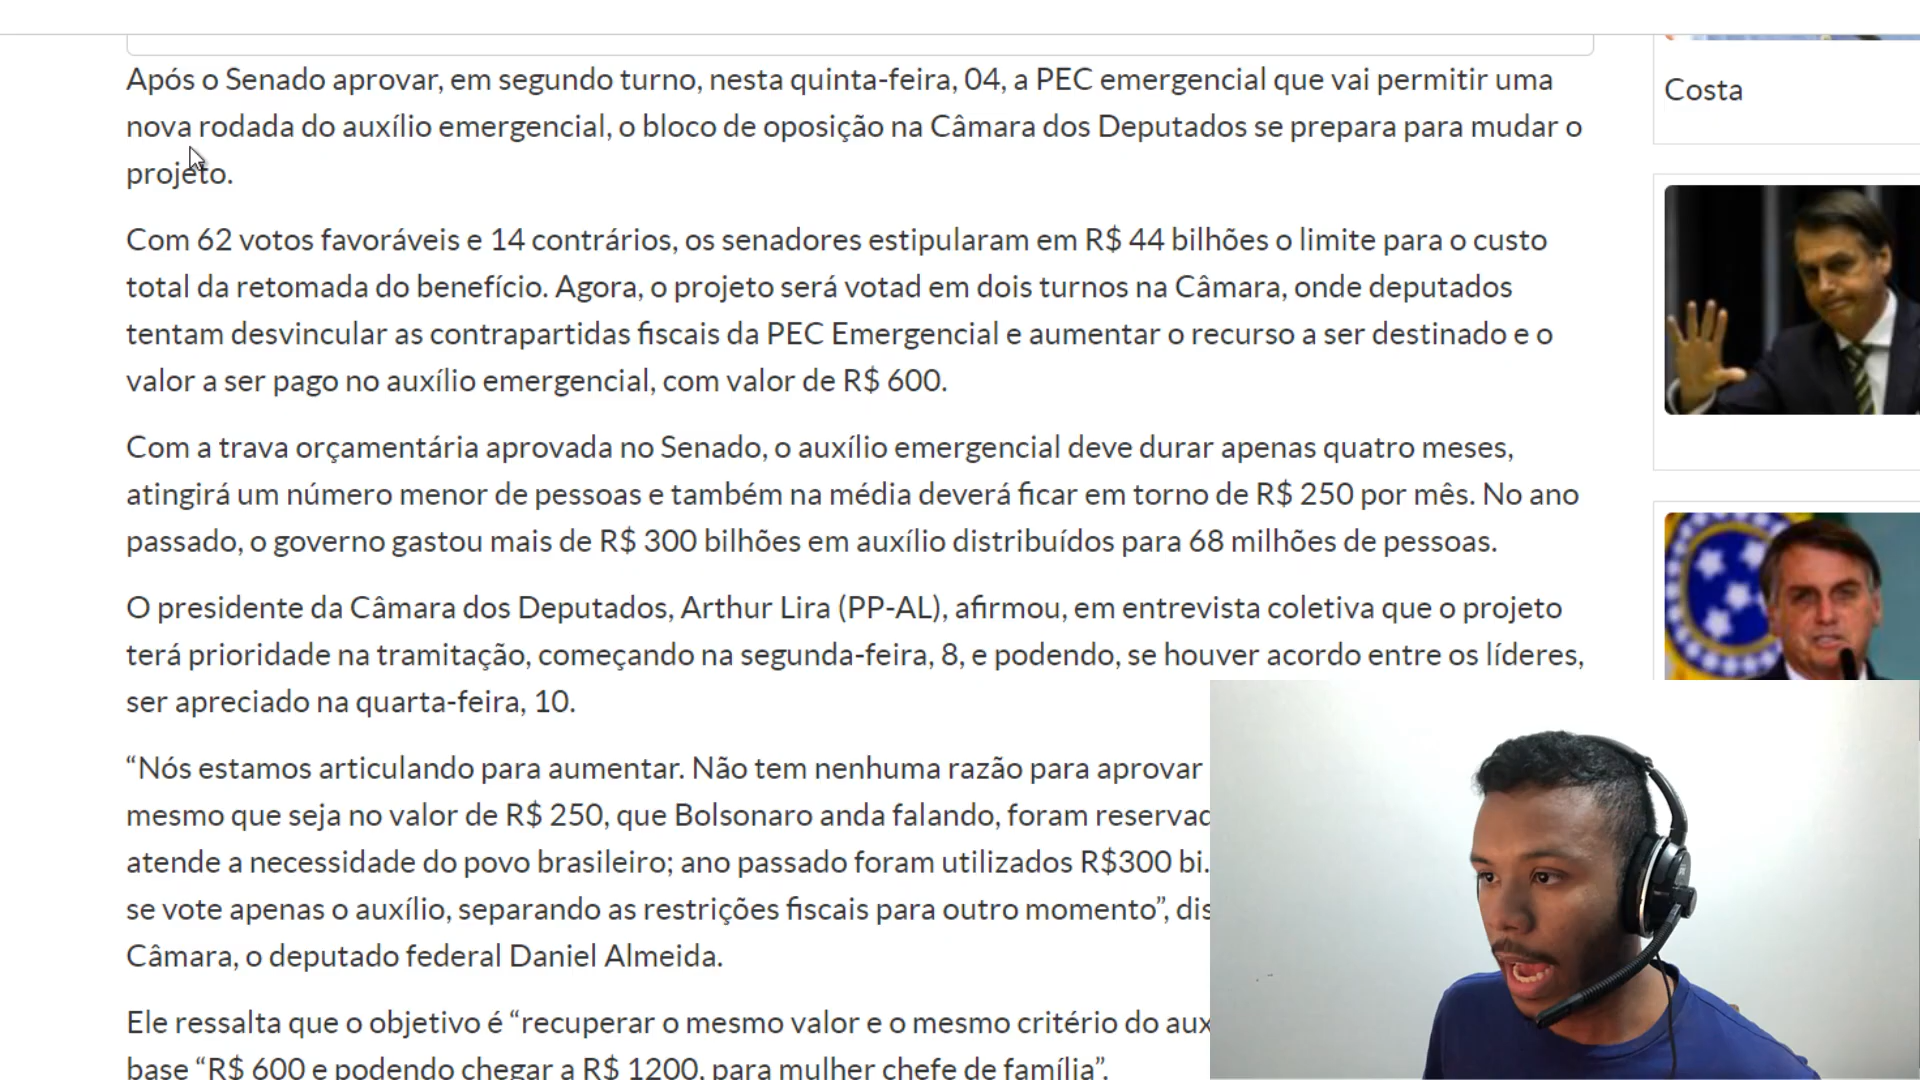 Após o Senado aprovar, em segundo turno, nesta quinta-feira, 04, a PEC emergencial que vai permitir uma
nova rodada do auxílio emergencial, o bloco de oposição na Câmara dos Deputados se prepara para mudar o
projeto.
Com 62 votos favoráveis e 14 contrários, os senadores estipularam em R$ 44 bilhões o limite para o custo
total da retomada do benefício. Agora, o projeto será votad em dois turnos na Câmara, onde deputados
tentam desvincular as contrapartidas fiscais da PEC Emergencial e aumentar o recurso a ser destinado e o
valor a ser pago no auxílio emergencial, com valor de R$ 600.
Com a trava orçamentária aprovada no Senado, o auxílio emergencial deve durar apenas quatro meses,
atingirá um número menor de pessoas e também na média deverá ficar em torno de R$ 250 por mês. No ano
passado, o governo gastou mais de R$ 300 bilhões em auxílio distribuídos para 68 milhões de pessoas.
O presidente da Câmara dos Deputados, Arthur Lira (PP-AL), afirmou, em entrevista coletiva que o projeto
terá prioridade na tramitação, começando na segunda-feira, 8, e podendo, se houver acordo entre os líderes,
ser apreciado na quarta-feira, 10.
“Nós estamos articulando para aumentar. Não tem nenhuma razão para aprovar
mesmo que seja no valor de R$ 250, que Bolsonaro anda falando, foram reservad
atende a necessidade do povo brasileiro; ano passado foram utilizados R$300 bi.
se vote apenas o auxílio, separando as restrições fiscais para outro momento”, dis
Câmara, o deputado federal Daniel Almeida.
Ele ressalta que o objetivo é “recuperar o mesmo valor e o mesmo critério do aux
base “R$ 600 e podendo chegar a R$ 1200, para mulher chefe de família”.
Costa